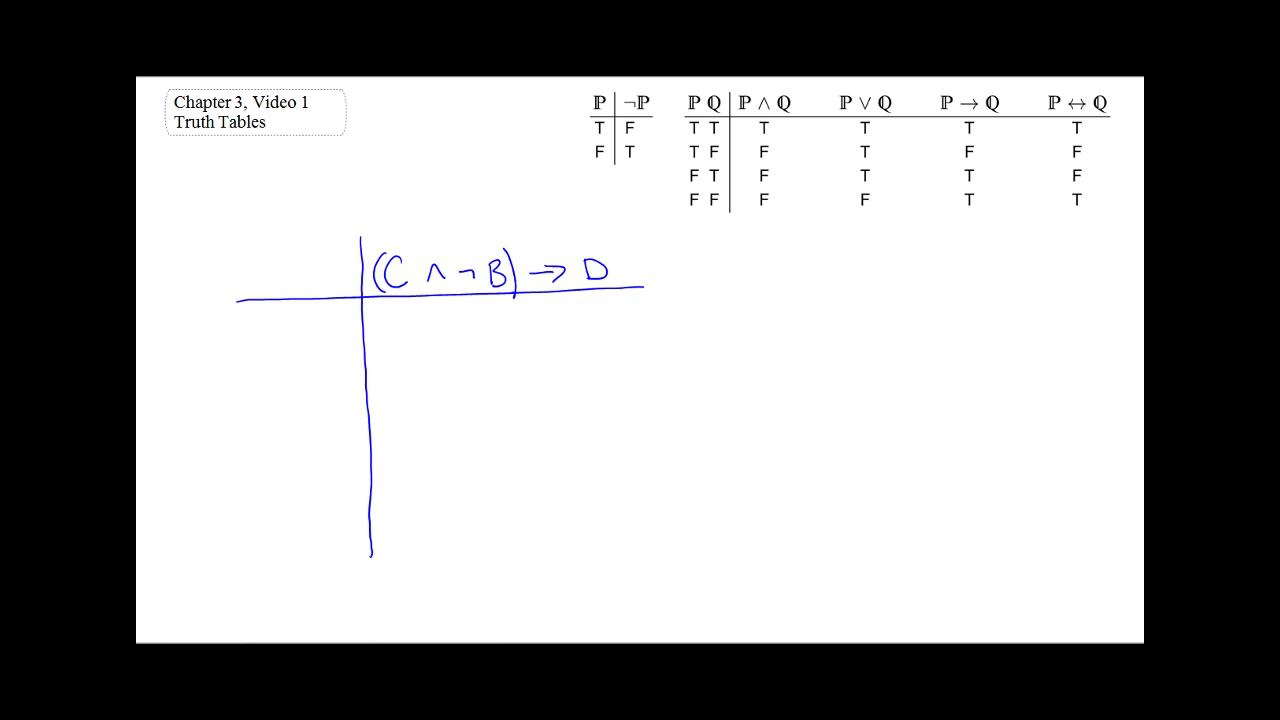 Chapter 3, Video 1
Truth Tables
ℙ ¬ℙ
T F
F T
ℙ ℚ ℙ ∧ ℚ ℙ ∨ ℚ ℙ → ℚ ℙ ↔ ℚ
T T T T T T
T F F T F F
F T F T T F
F F F F T T
(C ∧ ¬ B) → D